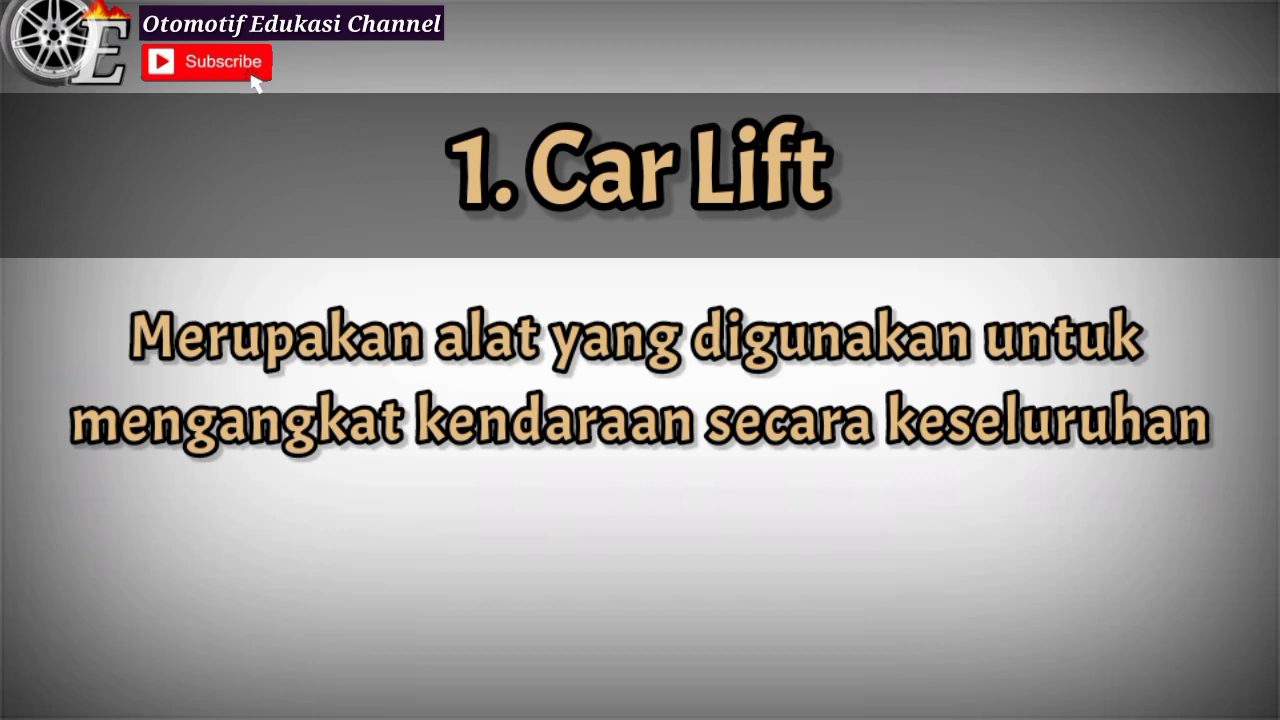 E
Otomotif Edukasi Channel
Subscribe
1. Car Lift
Merupakan alat yang digunakan untuk
mengangkat kendaraan secara keseluruhan